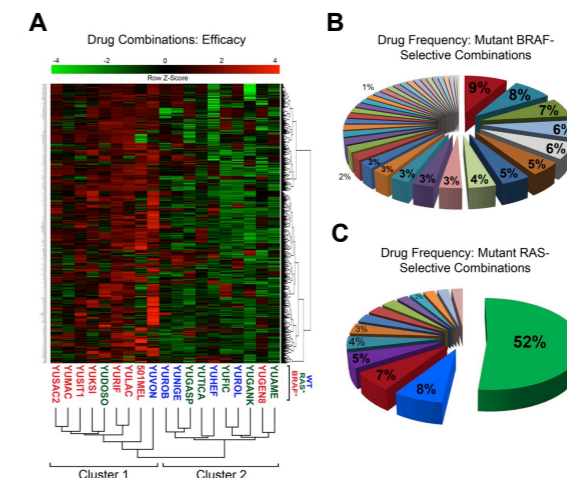 A
Drug Combinations: Efficacy
-4 -2 0 2 4
Row Z-Score
YUSAC2
YUMAC
YUSIT1
YUKSI
YUDOSO
YURIF
YULAC
501MEL
YUVON
YUROB
YUNIGE
YUGASP
YUTICA
YUHEF
YUFIC
YUROL
YUGANK
YUGEN8
YUAME
BRAF*
RAS*
WT
Cluster 1
Cluster 2
B
Drug Frequency: Mutant BRAF-
Selective Combinations
1%
9%
8%
7%
6%
6%
5%
5%
4%
3%
3%
3%
3%
3%
2%
C
Drug Frequency: Mutant RAS-
Selective Combinations
3%
4%
5%
7%
8%
52%